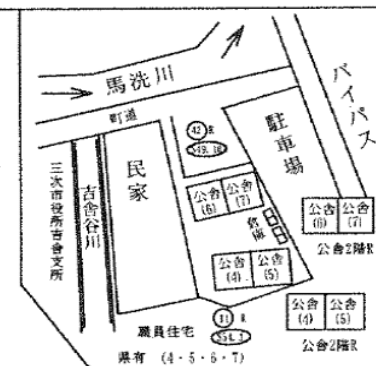 馬洗川
町道
バイパス
駐車場
三次市役所吉舎支所
吉舎谷川
民家
42 R
公舎(6) 公舎(7)
倉庫
公舎(4) 公舎(5)
公舎(6) 公舎(7)
公舎2階R
公舎(4) 公舎(5)
公舎2階R
職員住宅
県有 (4・5・6・7)